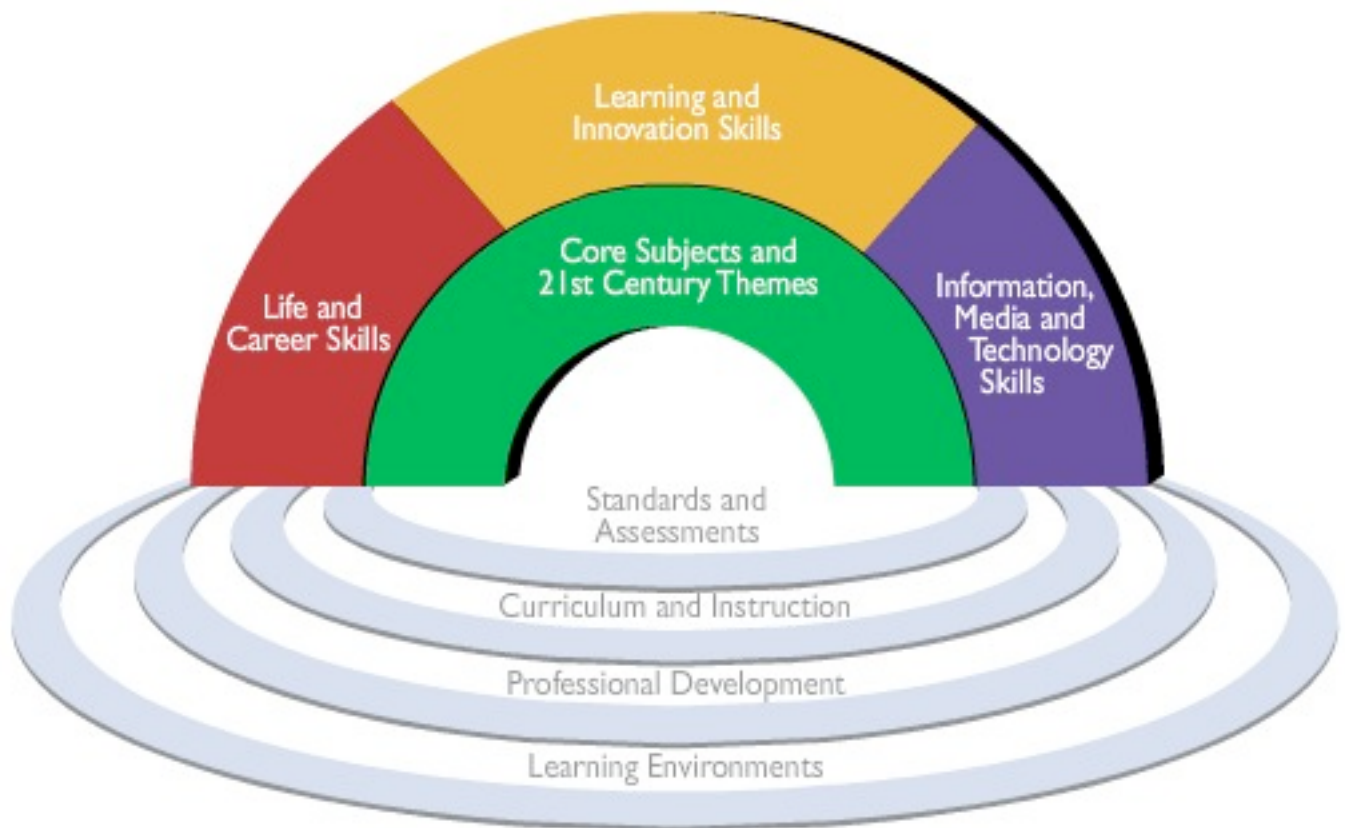 Learning and
Innovation Skills
Core Subjects and
21st Century Themes
Life and
Career Skills
Information,
Media and
Technology
Skills
Standards and
Assessments
Curriculum and Instruction
Professional Development
Learning Environments